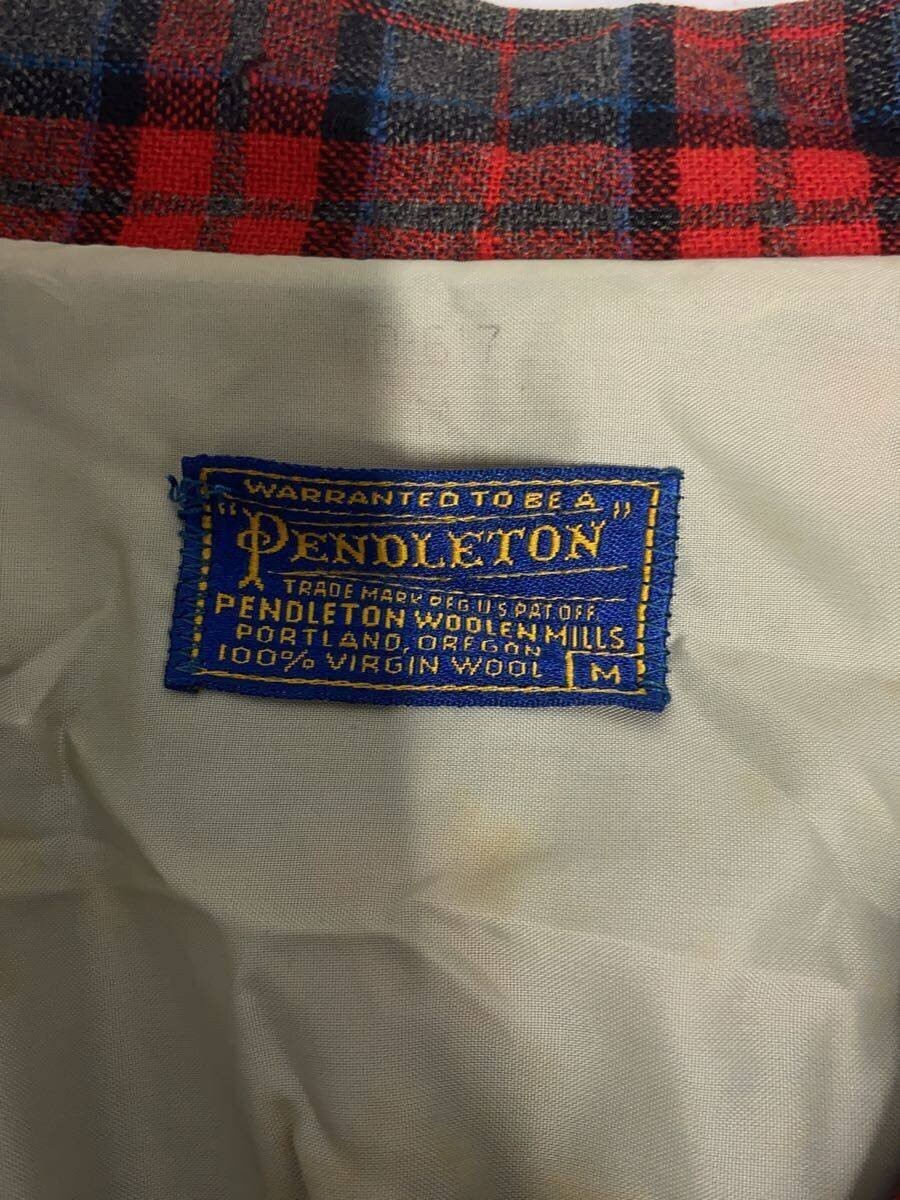 WARRANTED TO BE A
"PENDLETON"
TRADE MARK REG. U S PAT OFF
PENDLETON WOOLEN MILLS
PORTLAND, OREGON
100% VIRGIN WOOL M